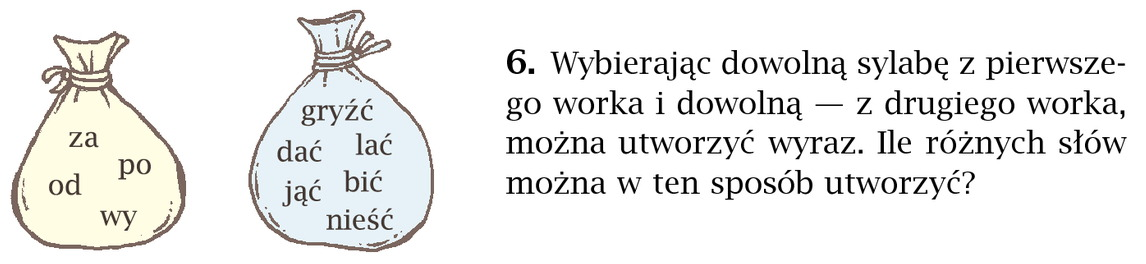 za
po
od
wy
gryźć
dać lać
jąć bić
nieść
6. Wybierając dowolną sylabę z pierwsze-
go worka i dowolną — z drugiego worka,
można utworzyć wyraz. Ile różnych słów
można w ten sposób utworzyć?